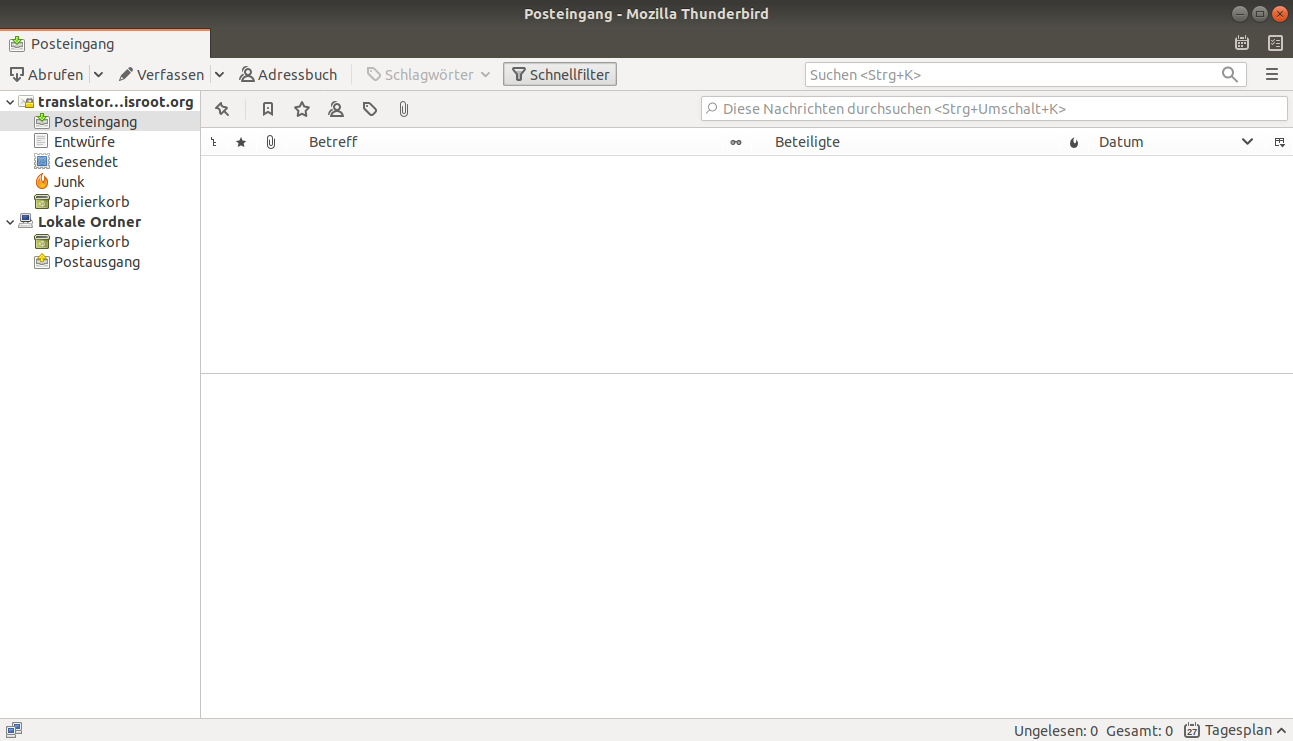 Posteingang - Mozilla Thunderbird
Posteingang
Abrufen Verfassen Adressbuch Schlagwörter Schnellfilter Suchen <Strg+K>
translator...isroot.org
Diese Nachrichten durchsuchen <Strg+Umschalt+K>
Posteingang
Entwürfe
Gesendet
Junk
Papierkorb
Lokale Ordner
Papierkorb
Postausgang
Betreff Beteiligte Datum
Ungelesen: 0 Gesamt: 0 27 Tagesplan